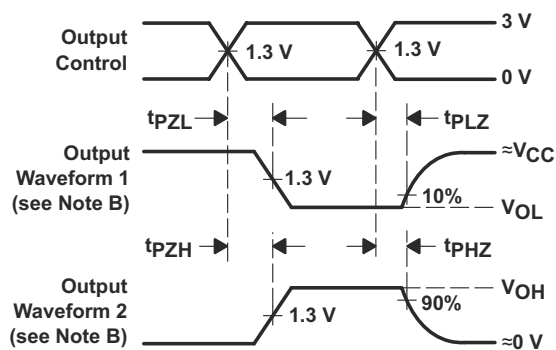 3 V
Output
Control
1.3 V
1.3 V
0 V
tPZL
tPLZ
Output
Waveform 1
(see Note B)
≈VCC
1.3 V
10%
VOL
tPZH
tPHZ
Output
Waveform 2
(see Note B)
VOH
1.3 V
90%
≈0 V